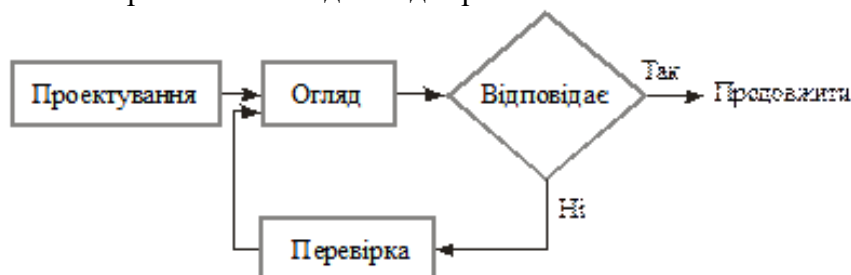 Проектування
Огляд
Відповідає
Так
Продовжити
Ні
Перевірка